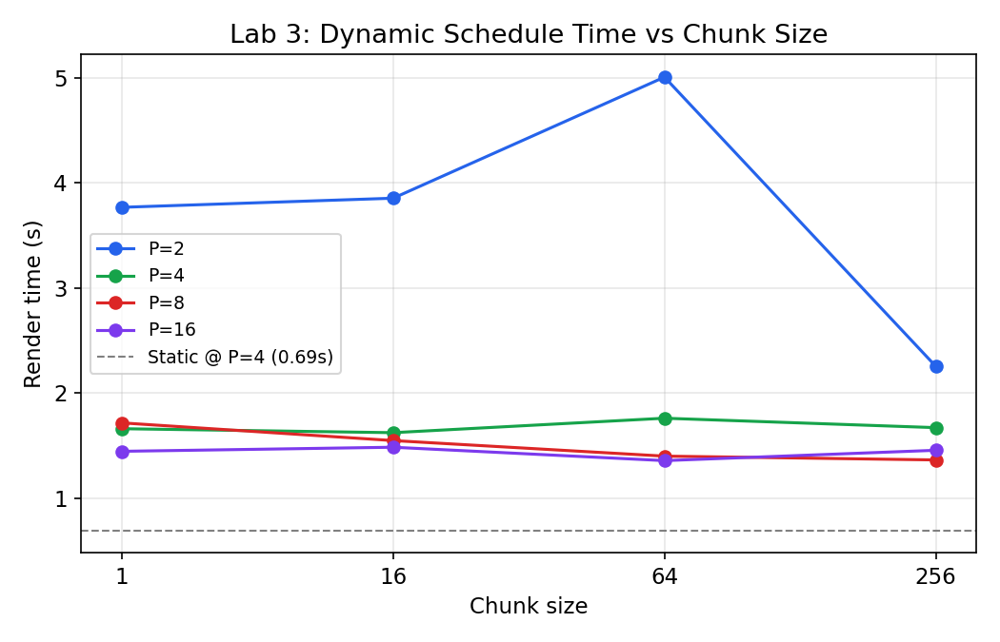 Lab 3: Dynamic Schedule Time vs Chunk Size
Render time (s)
5
4
3
2
1
P=2
P=4
P=8
P=16
Static @ P=4 (0.69s)
1 16 64 256
Chunk size